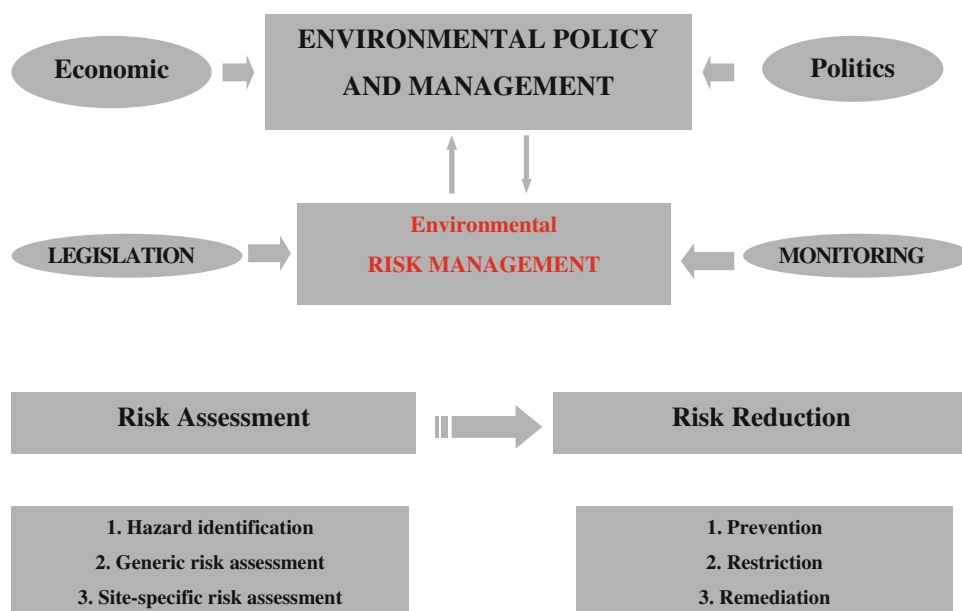 Economic
ENVIRONMENTAL POLICY
AND MANAGEMENT
Politics
LEGISLATION
Environmental
RISK MANAGEMENT
MONITORING
Risk Assessment
Risk Reduction
1. Hazard identification
2. Generic risk assessment
3. Site-specific risk assessment
1. Prevention
2. Restriction
3. Remediation